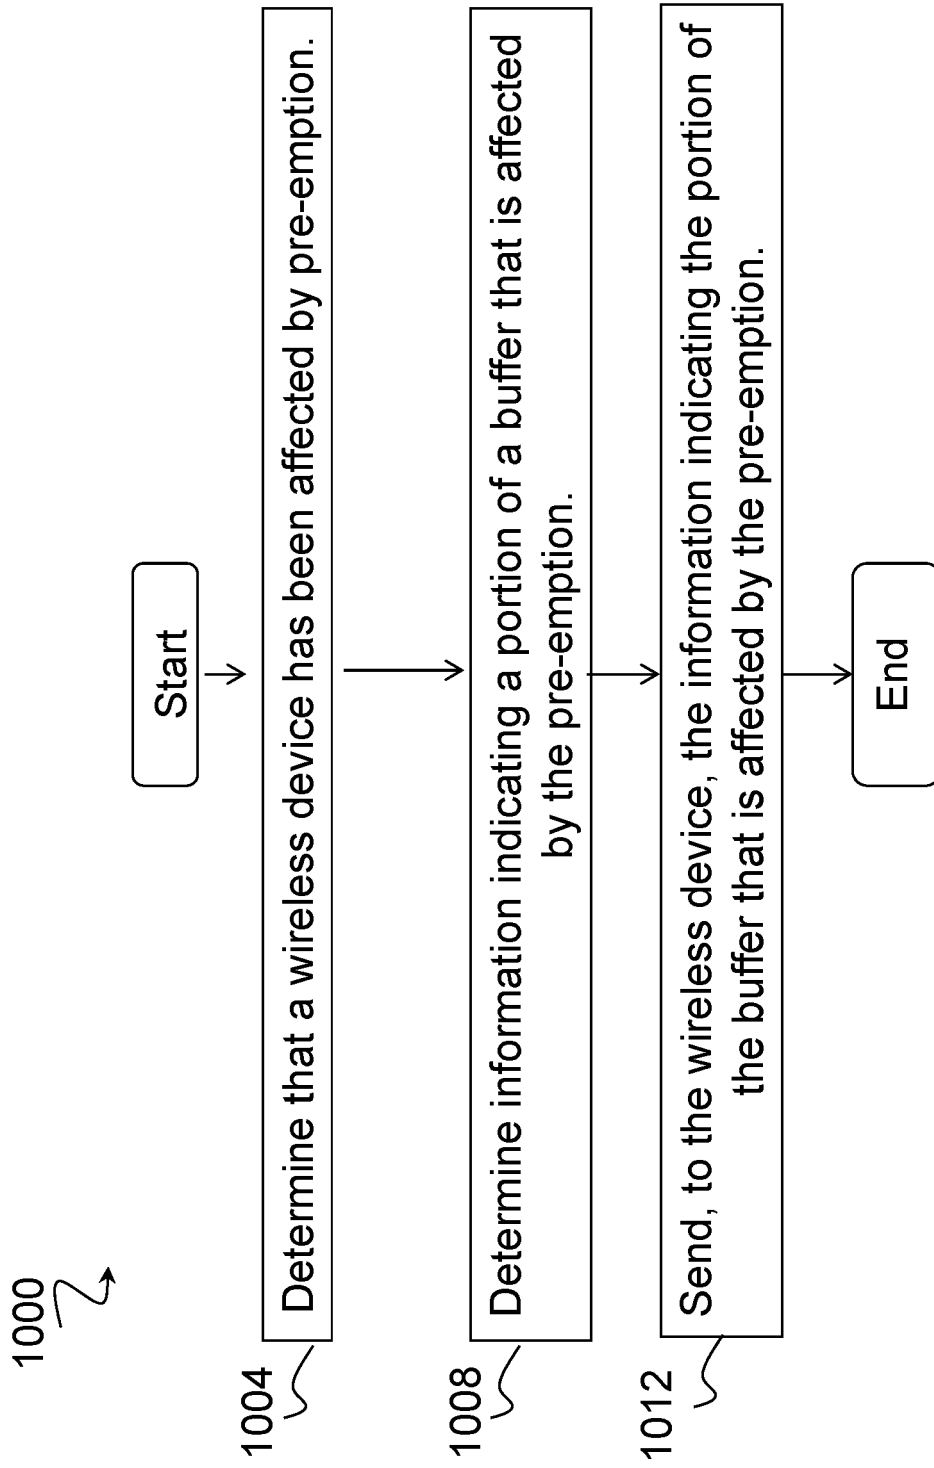 1000
Start
1004
Determine that a wireless device has been affected by pre-emption.
1008
Determine information indicating a portion of a buffer that is affected
by the pre-emption.
1012
Send, to the wireless device, the information indicating the portion of
the buffer that is affected by the pre-emption.
End